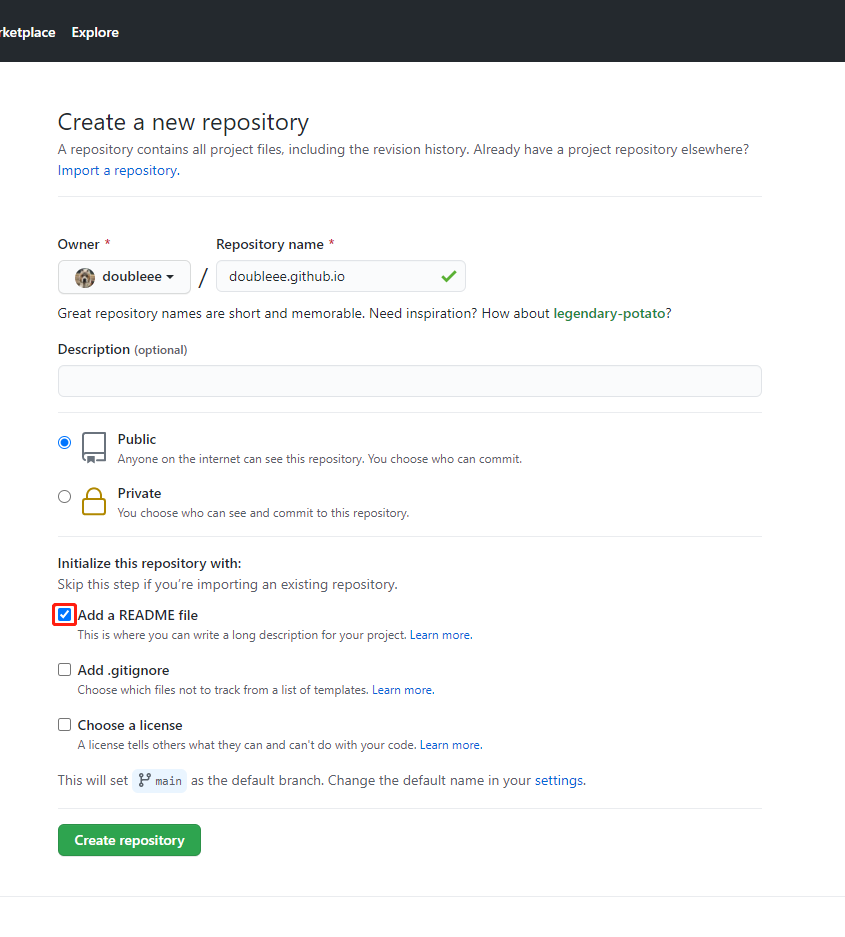 rketplace Explore
Create a new repository
A repository contains all project files, including the revision history. Already have a project repository elsewhere?
Import a repository.
Owner * Repository name *
doubleee / doubleee.github.io
Great repository names are short and memorable. Need inspiration? How about legendary-potato?
Description (optional)
Public
Anyone on the internet can see this repository. You choose who can commit.
Private
You choose who can see and commit to this repository.
Initialize this repository with:
Skip this step if you're importing an existing repository.
Add a README file
This is where you can write a long description for your project. Learn more.
Add .gitignore
Choose which files not to track from a list of templates. Learn more.
Choose a license
A license tells others what they can and can't do with your code. Learn more.
This will set main as the default branch. Change the default name in your settings.
Create repository